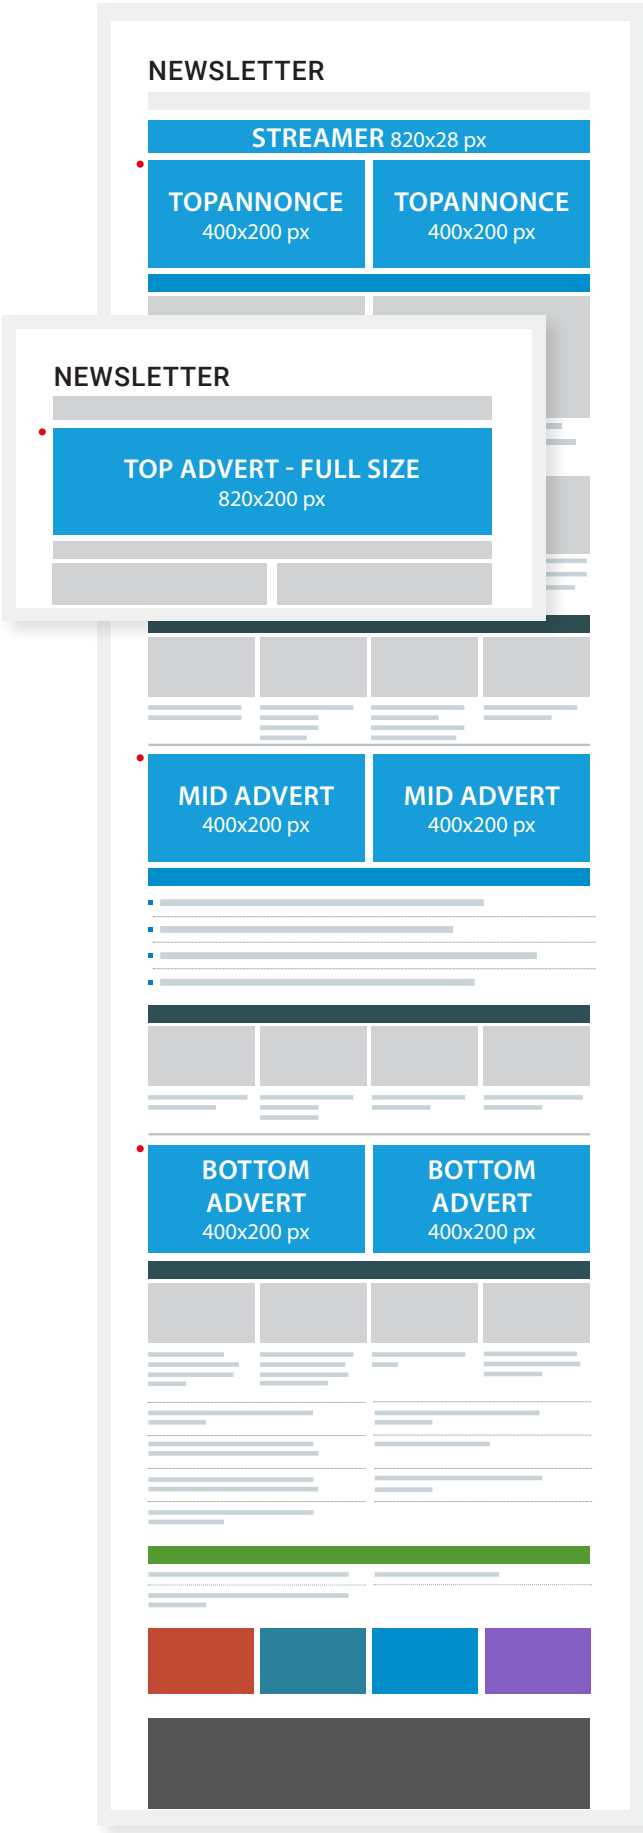 NEWSLETTER
STREAMER 820x28 px
TOPANNONCE TOPANNONCE
400x200 px 400x200 px
NEWSLETTER
TOP ADVERT - FULL SIZE
820x200 px
MID ADVERT MID ADVERT
400x200 px 400x200 px
BOTTOM BOTTOM
ADVERT ADVERT
400x200 px 400x200 px